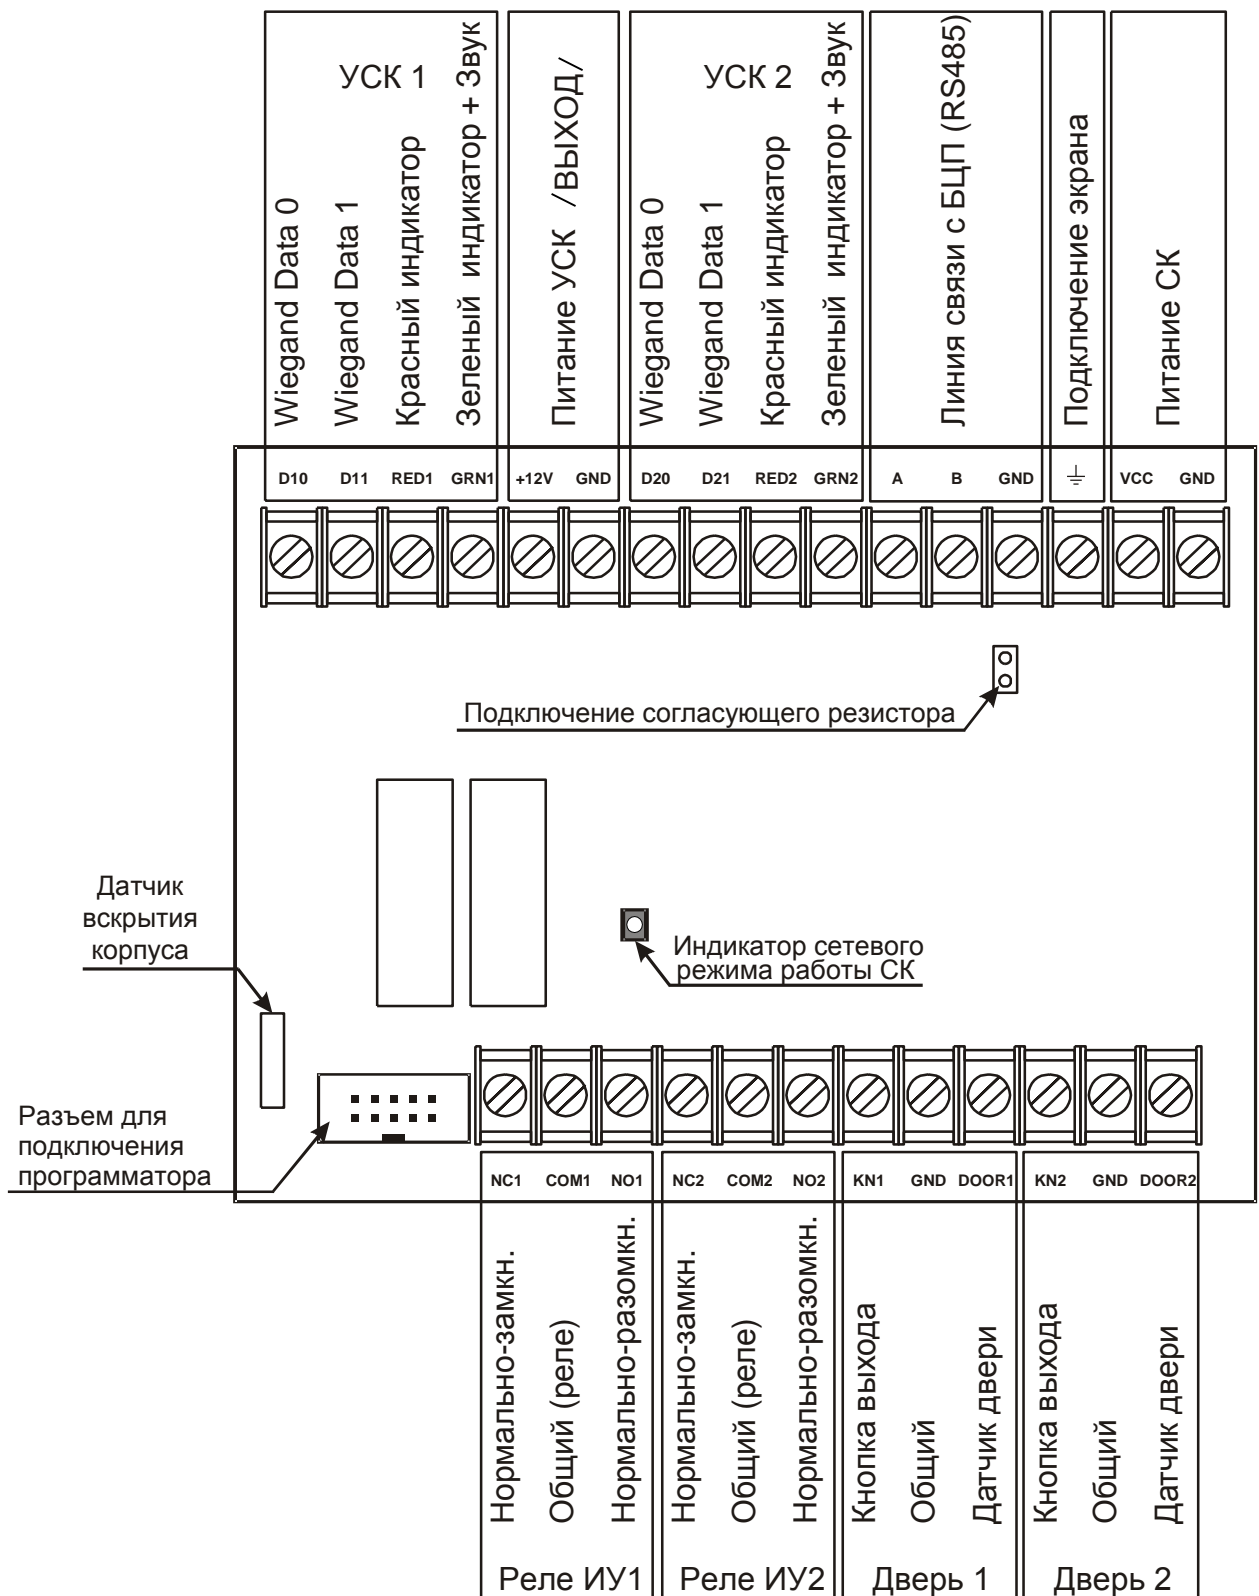 УСК 1
Wiegand Data 0
Wiegand Data 1
Красный индикатор
Зеленый индикатор + Звук
Питание УСК /ВЫХОД/
УСК 2
Wiegand Data 0
Wiegand Data 1
Красный индикатор
Зеленый индикатор + Звук
Линия связи с БЦП (RS485)
Подключение экрана
Питание СК
D10 D11 RED1 GRN1 +12V GND D20 D21 RED2 GRN2 A B GND VCC GND
Подключение согласующего резистора
Датчик
вскрытия
корпуса
Индикатор сетевого
режима работы СК
Разъем для
подключения
программатора
NC1 COM1 NO1 NC2 COM2 NO2 KN1 GND DOOR1 KN2 GND DOOR2
Нормально-замкн.
Общий (реле)
Нормально-разомкн.
Реле ИУ1
Нормально-замкн.
Общий (реле)
Нормально-разомкн.
Реле ИУ2
Кнопка выхода
Общий
Датчик двери
Дверь 1
Кнопка выхода
Общий
Датчик двери
Дверь 2